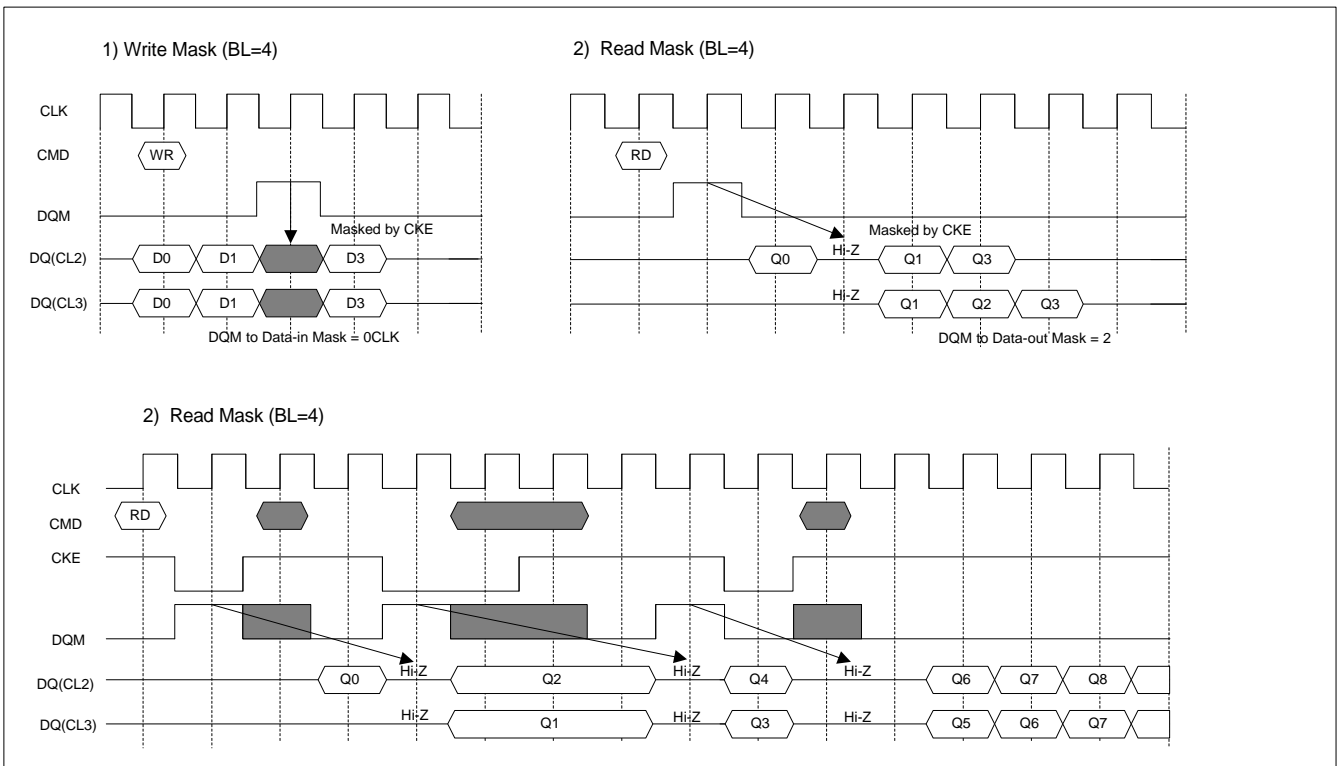 1) Write Mask (BL=4)
CLK
CMD
WR
DQM
Masked by CKE
DQ(CL2)
D0
D1
D3
DQ(CL3)
D0
D1
D3
DQM to Data-in Mask = 0CLK
2) Read Mask (BL=4)
RD
Masked by CKE
Hi-Z
Q0
Q1
Q3
Hi-Z
Q1
Q2
Q3
DQM to Data-out Mask = 2
2) Read Mask (BL=4)
CLK
CMD
RD
CKE
DQM
DQ(CL2)
Q0
Hi-Z
Q2
Hi-Z
Q4
Hi-Z
Q6
Q7
Q8
DQ(CL3)
Hi-Z
Q1
Hi-Z
Q3
Hi-Z
Q5
Q6
Q7